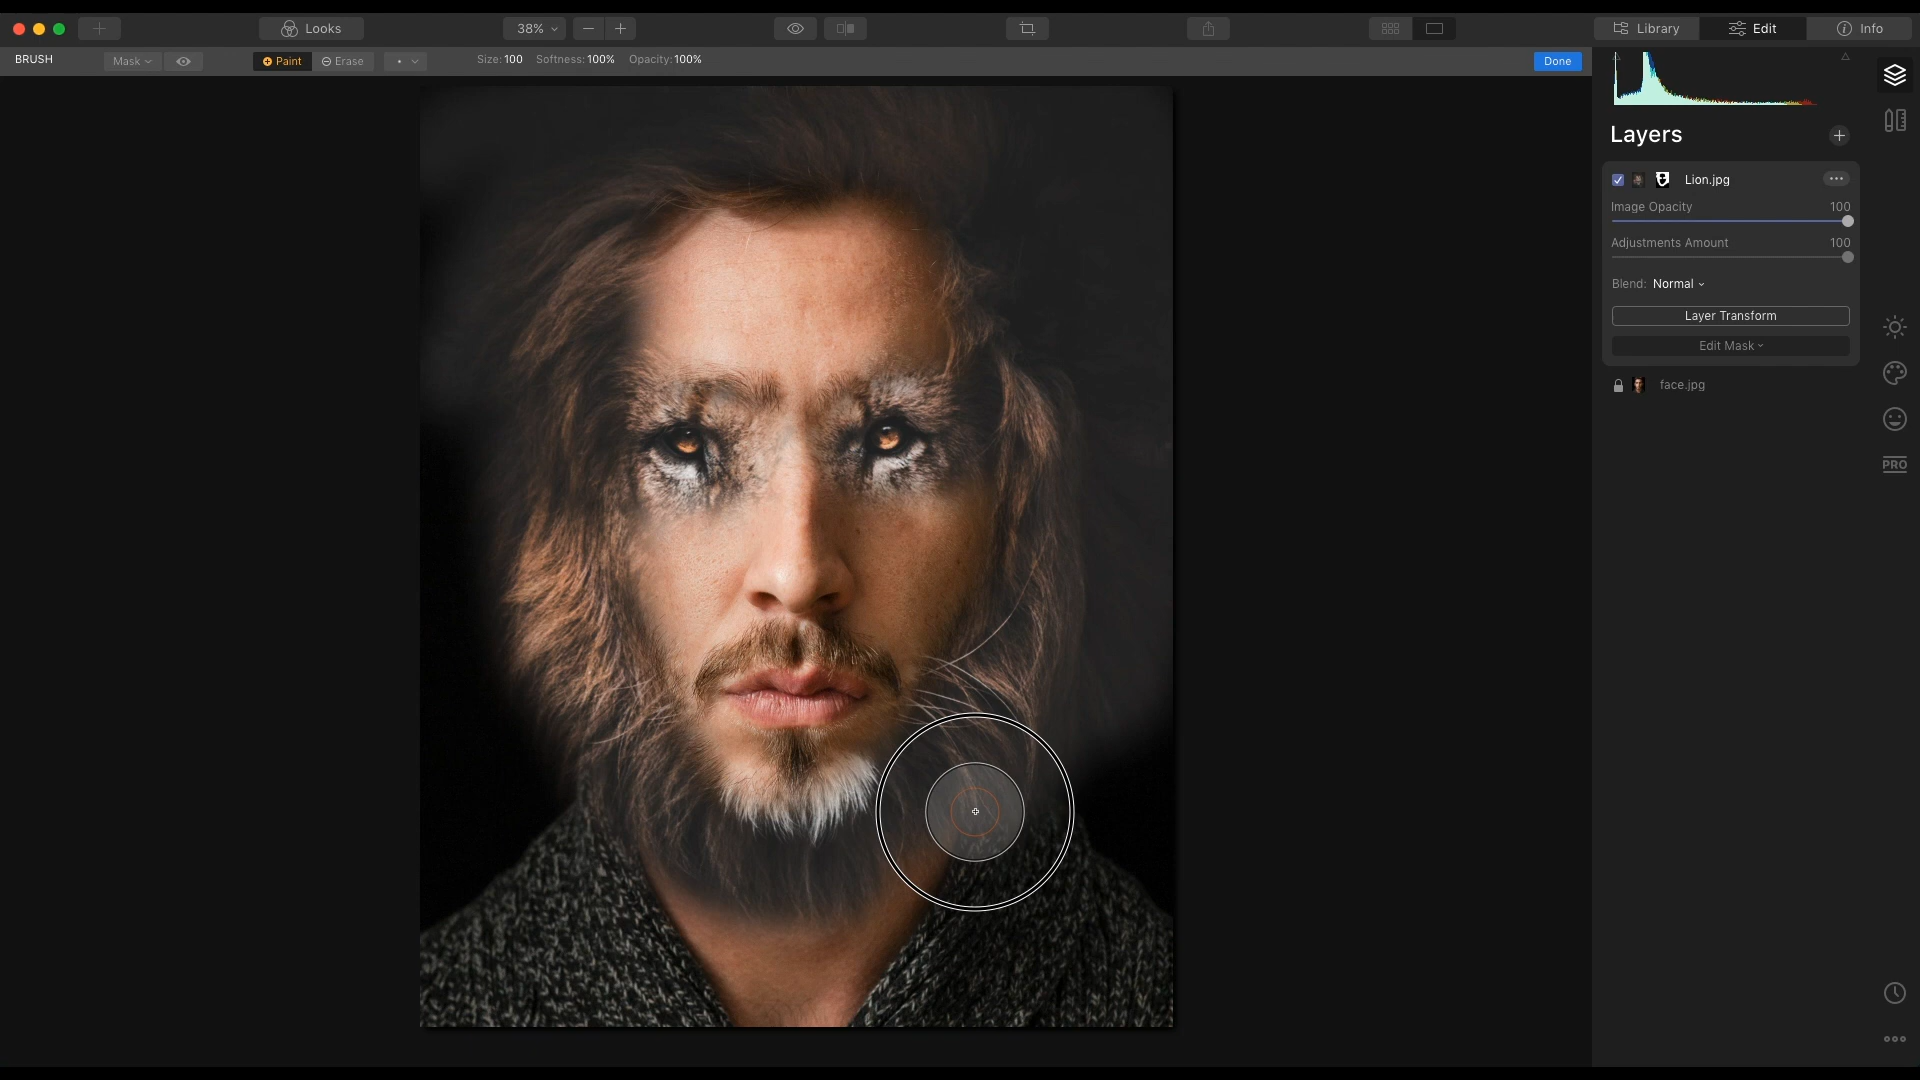 Looks
38%
Library
Edit
Info
BRUSH
Mask
Paint
Erase
Size: 100
Softness: 100%
Opacity: 100%
Done
Layers
Lion.jpg
Image Opacity 100
Adjustments Amount 100
Blend: Normal
Layer Transform
Edit Mask
face.jpg
PRO